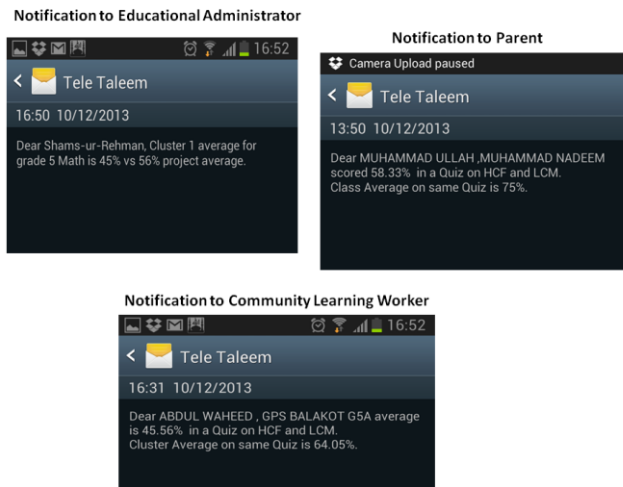 Notification to Educational Administrator
16:52
Tele Taleem
16:50 10/12/2013
Dear Shams-ur-Rehman, Cluster 1 average for
grade 5 Math is 45% vs 56% project average.
Notification to Parent
Camera Upload paused
Tele Taleem
13:50 10/12/2013
Dear MUHAMMAD ULLAH ,MUHAMMAD NADEEM
scored 58.33% in a Quiz on HCF and LCM.
Class Average on same Quiz is 75%.
Notification to Community Learning Worker
16:52
Tele Taleem
16:31 10/12/2013
Dear ABDUL WAHEED , GPS BALAKOT G5A average
is 45.56% in a Quiz on HCF and LCM.
Cluster Average on same Quiz is 64.05%.